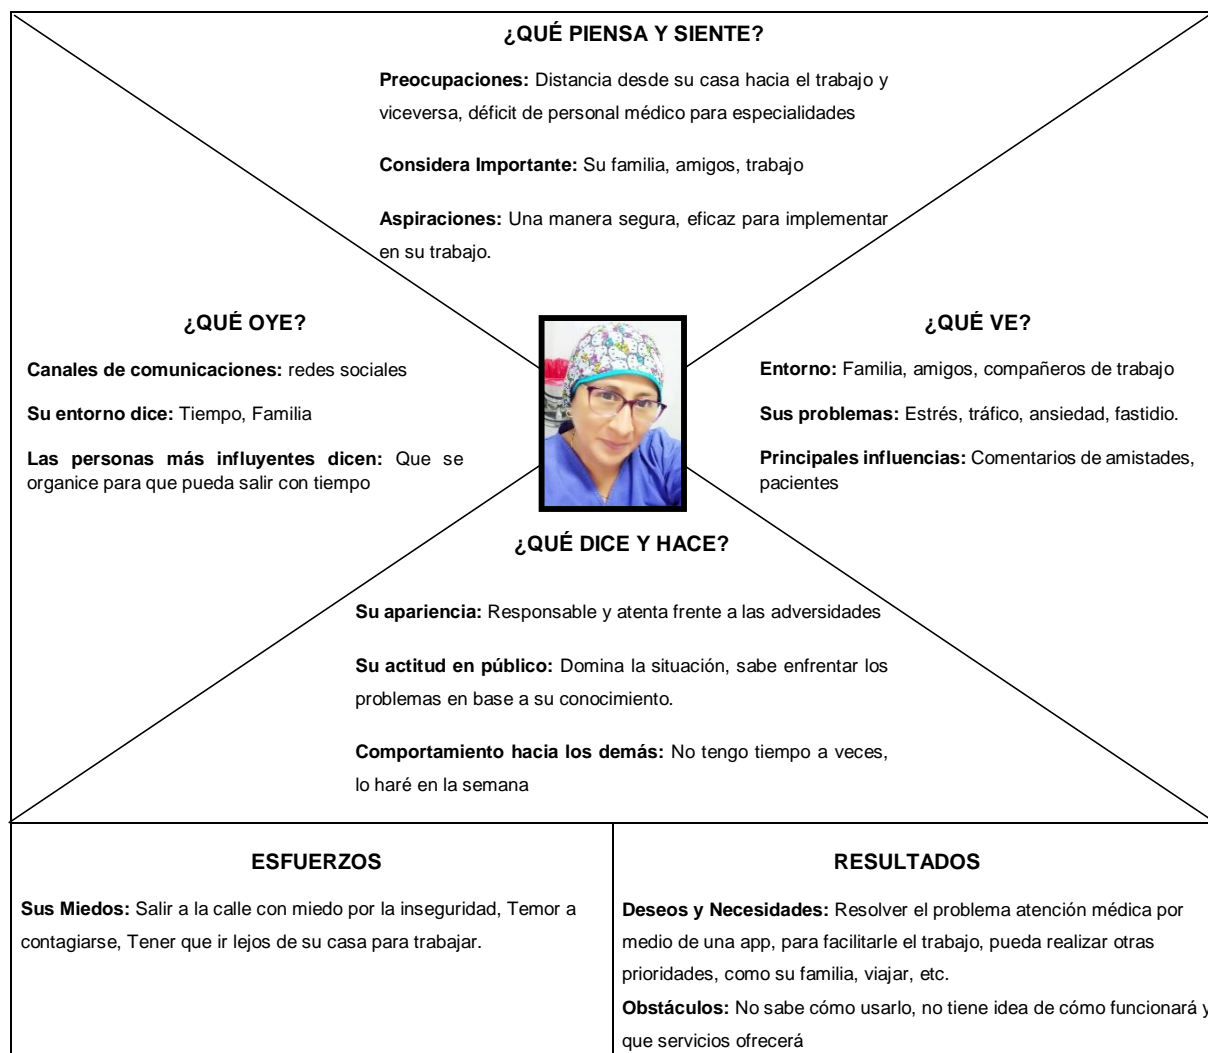 ¿QUÉ PIENSA Y SIENTE?
Preocupaciones: Distancia desde su casa hacia el trabajo y
viceversa, déficit de personal médico para especialidades
Considera Importante: Su familia, amigos, trabajo
Aspiraciones: Una manera segura, eficaz para implementar
en su trabajo.
¿QUÉ OYE?
Canales de comunicaciones: redes sociales
Su entorno dice: Tiempo, Familia
Las personas más influyentes dicen: Que se
organice para que pueda salir con tiempo
¿QUÉ VE?
Entorno: Familia, amigos, compañeros de trabajo
Sus problemas: Estrés, tráfico, ansiedad, fastidio.
Principales influencias: Comentarios de amistades,
pacientes
¿QUÉ DICE Y HACE?
Su apariencia: Responsable y atenta frente a las adversidades
Su actitud en público: Domina la situación, sabe enfrentar los
problemas en base a su conocimiento.
Comportamiento hacia los demás: No tengo tiempo a veces,
lo haré en la semana
ESFUERZOS
Sus Miedos: Salir a la calle con miedo por la inseguridad, Temor a
contagiarse, Tener que ir lejos de su casa para trabajar.
RESULTADOS
Deseos y Necesidades: Resolver el problema atención médica por
medio de una app, para facilitarle el trabajo, pueda realizar otras
prioridades, como su familia, viajar, etc.
Obstáculos: No sabe cómo usarlo, no tiene idea de cómo funcionará y
que servicios ofrecerá